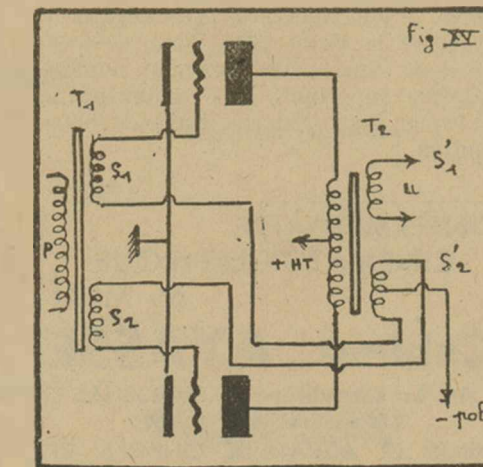 Fig XV
T1
T2
S1
S'1
u
P
+ HT
S'2
S2
- pol